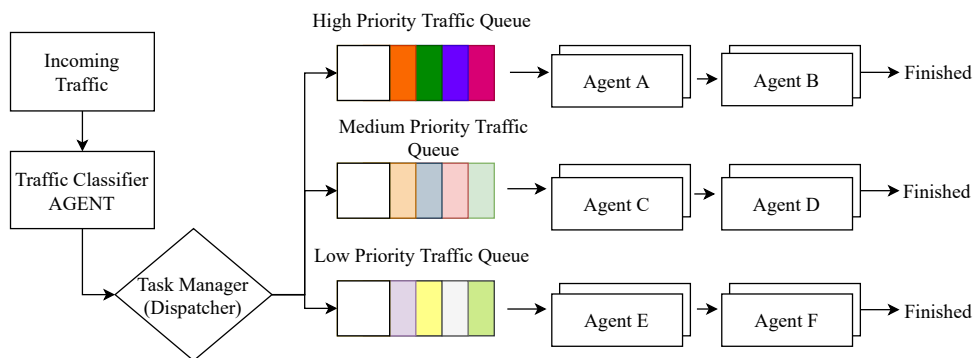 Incoming
Traffic
Traffic Classifier
AGENT
Task Manager
(Dispatcher)
High Priority Traffic Queue
Agent A
Agent B
Finished
Medium Priority Traffic
Queue
Agent C
Agent D
Finished
Low Priority Traffic Queue
Agent E
Agent F
Finished